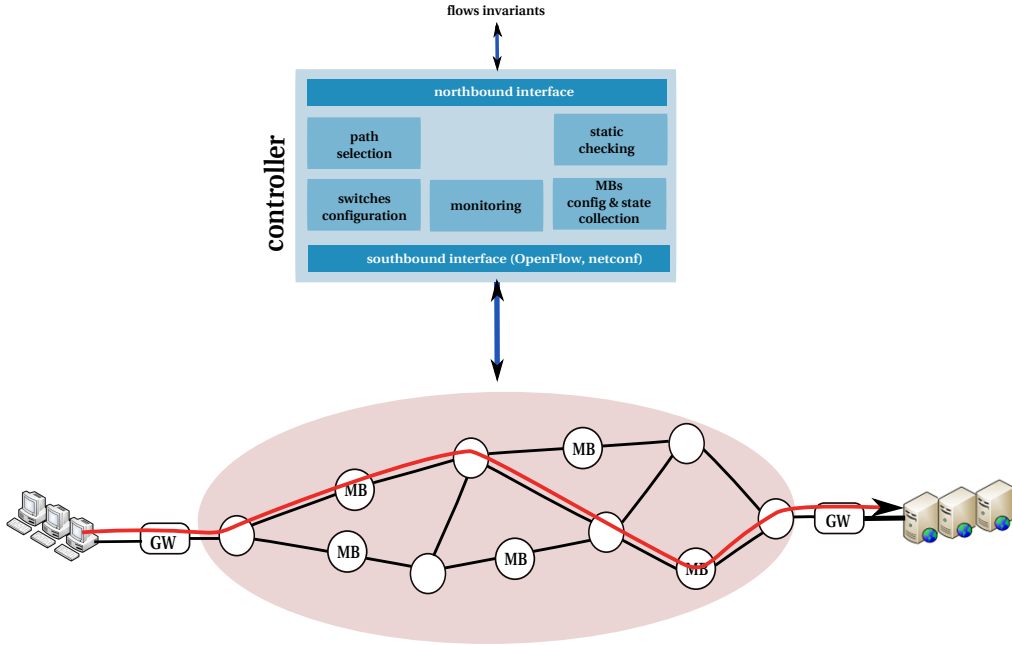 flows invariants
controller
northbound interface
path
selection
static
checking
switches
configuration
monitoring
MBs
config & state
collection
southbound interface (OpenFlow, netconf)
MB
MB
MB
MB
MB
GW
GW